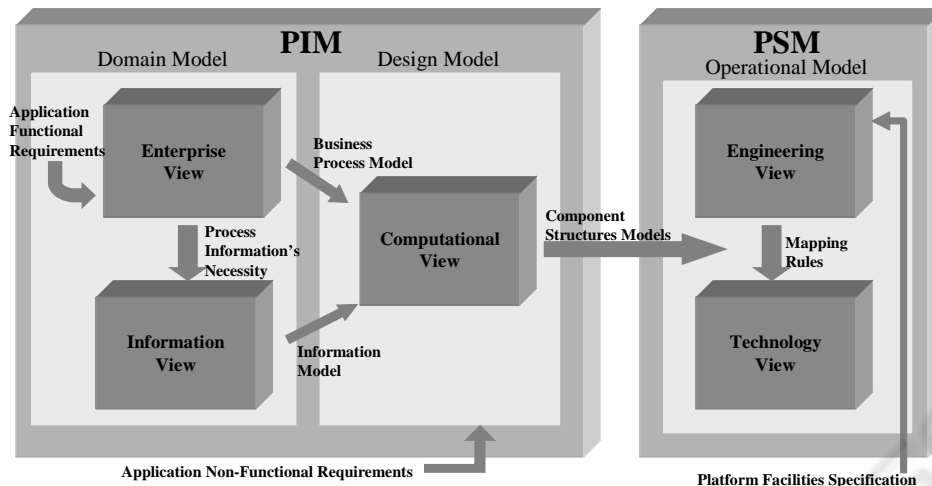 PIM
PSM
Domain Model
Design Model
Operational Model
Application
Functional
Requirements
Enterprise
View
Business
Process Model
Engineering
View
Process
Information's
Necessity
Computational
View
Component
Structures Models
Mapping
Rules
Information
View
Information
Model
Technology
View
Application Non-Functional Requirements
Platform Facilities Specification